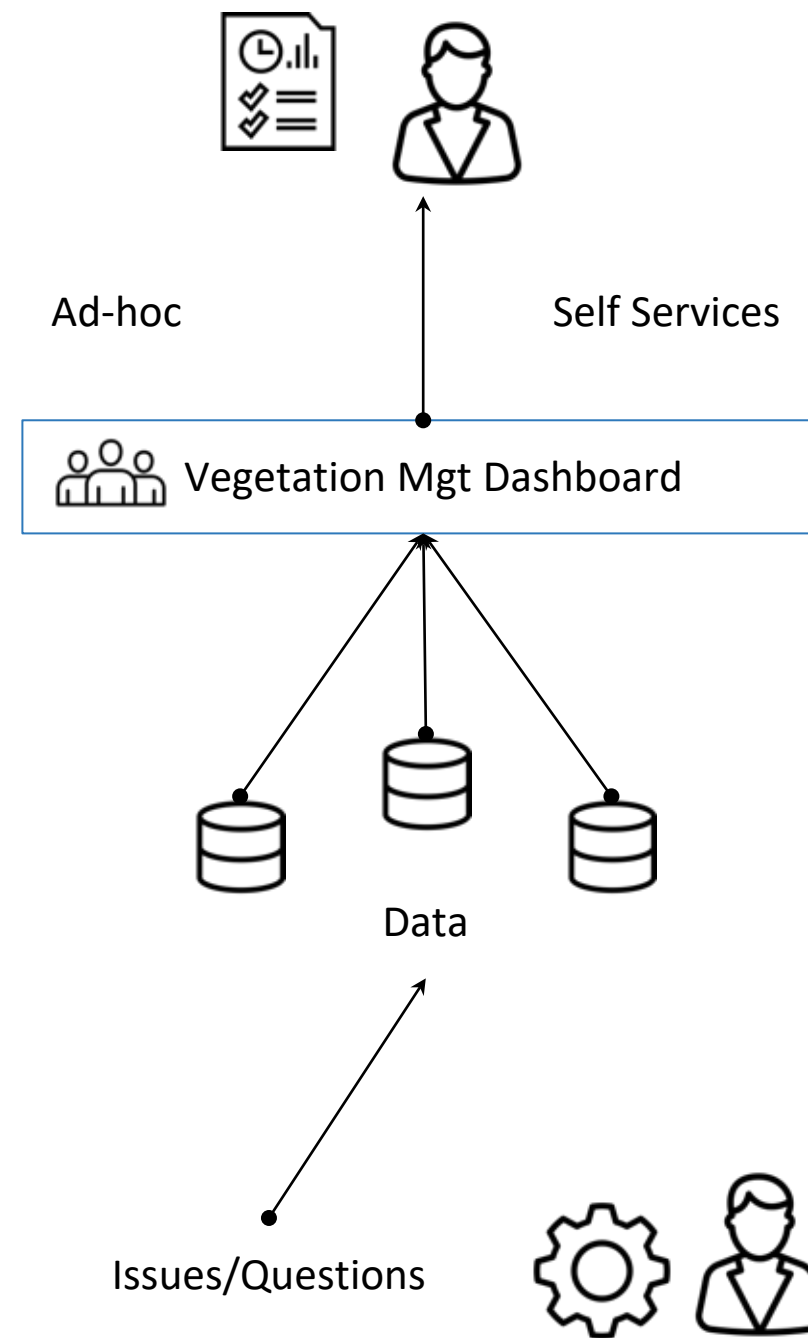 Ad-hoc
Self Services
Vegetation Mgt Dashboard
Data
Issues/Questions